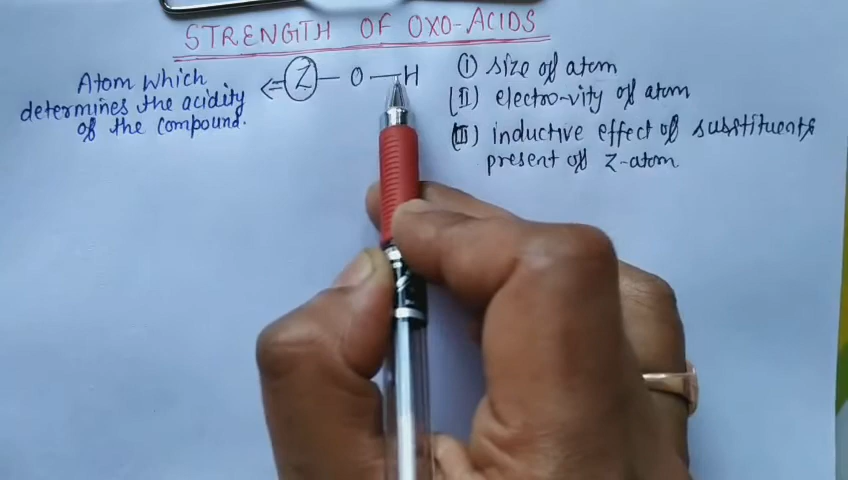 STRENGTH OF OXO-ACIDS
Atom which
determines the acidity
of the compound.
⇐ Z — O — H
(I) size of atom
(II) electro-vity of atom
(III) inductive effect of substituents
present of Z-atom